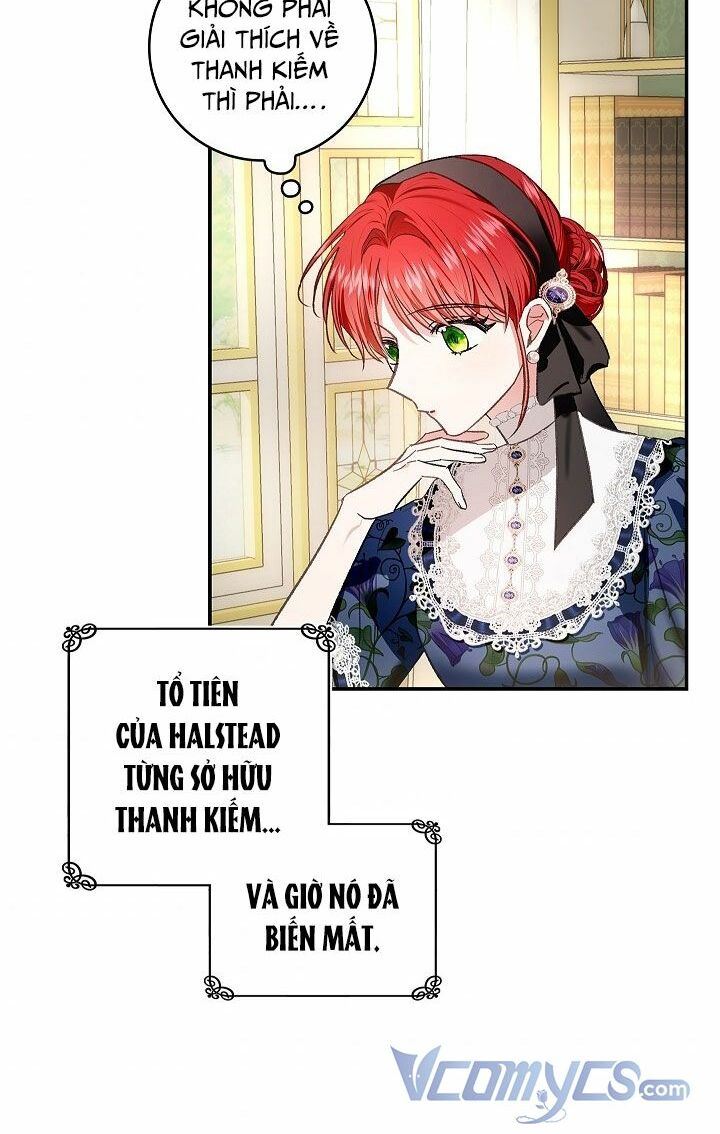 KHÔNG PHẢI
GIẢI THÍCH VỀ
THANH KIẾM
THÌ PHẢI....
TỔ TIÊN
CỦA HALSTEAD
TỪNG SỞ HỮU
THANH KIẾM...
VÀ GIỜ NÓ ĐÃ
BIẾN MẤT.
VCOMYCS.com